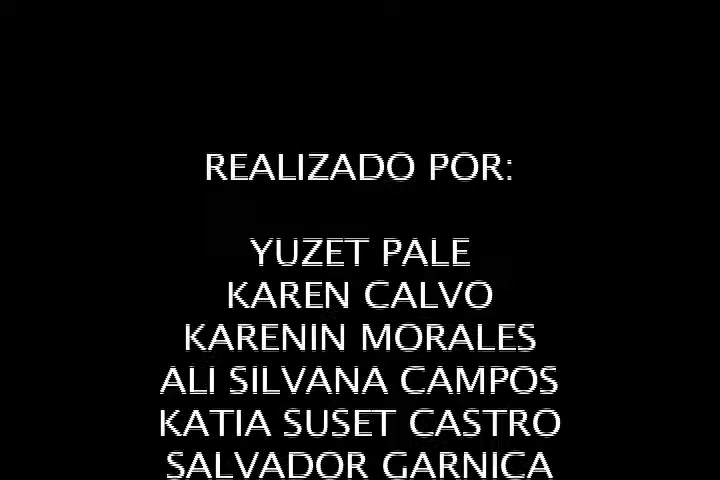 REALIZADO POR:
YUZET PALE
KAREN CALVO
KARENIN MORALES
ALI SILVANA CAMPOS
KATIA SUSET CASTRO
SALVADOR GARNICA